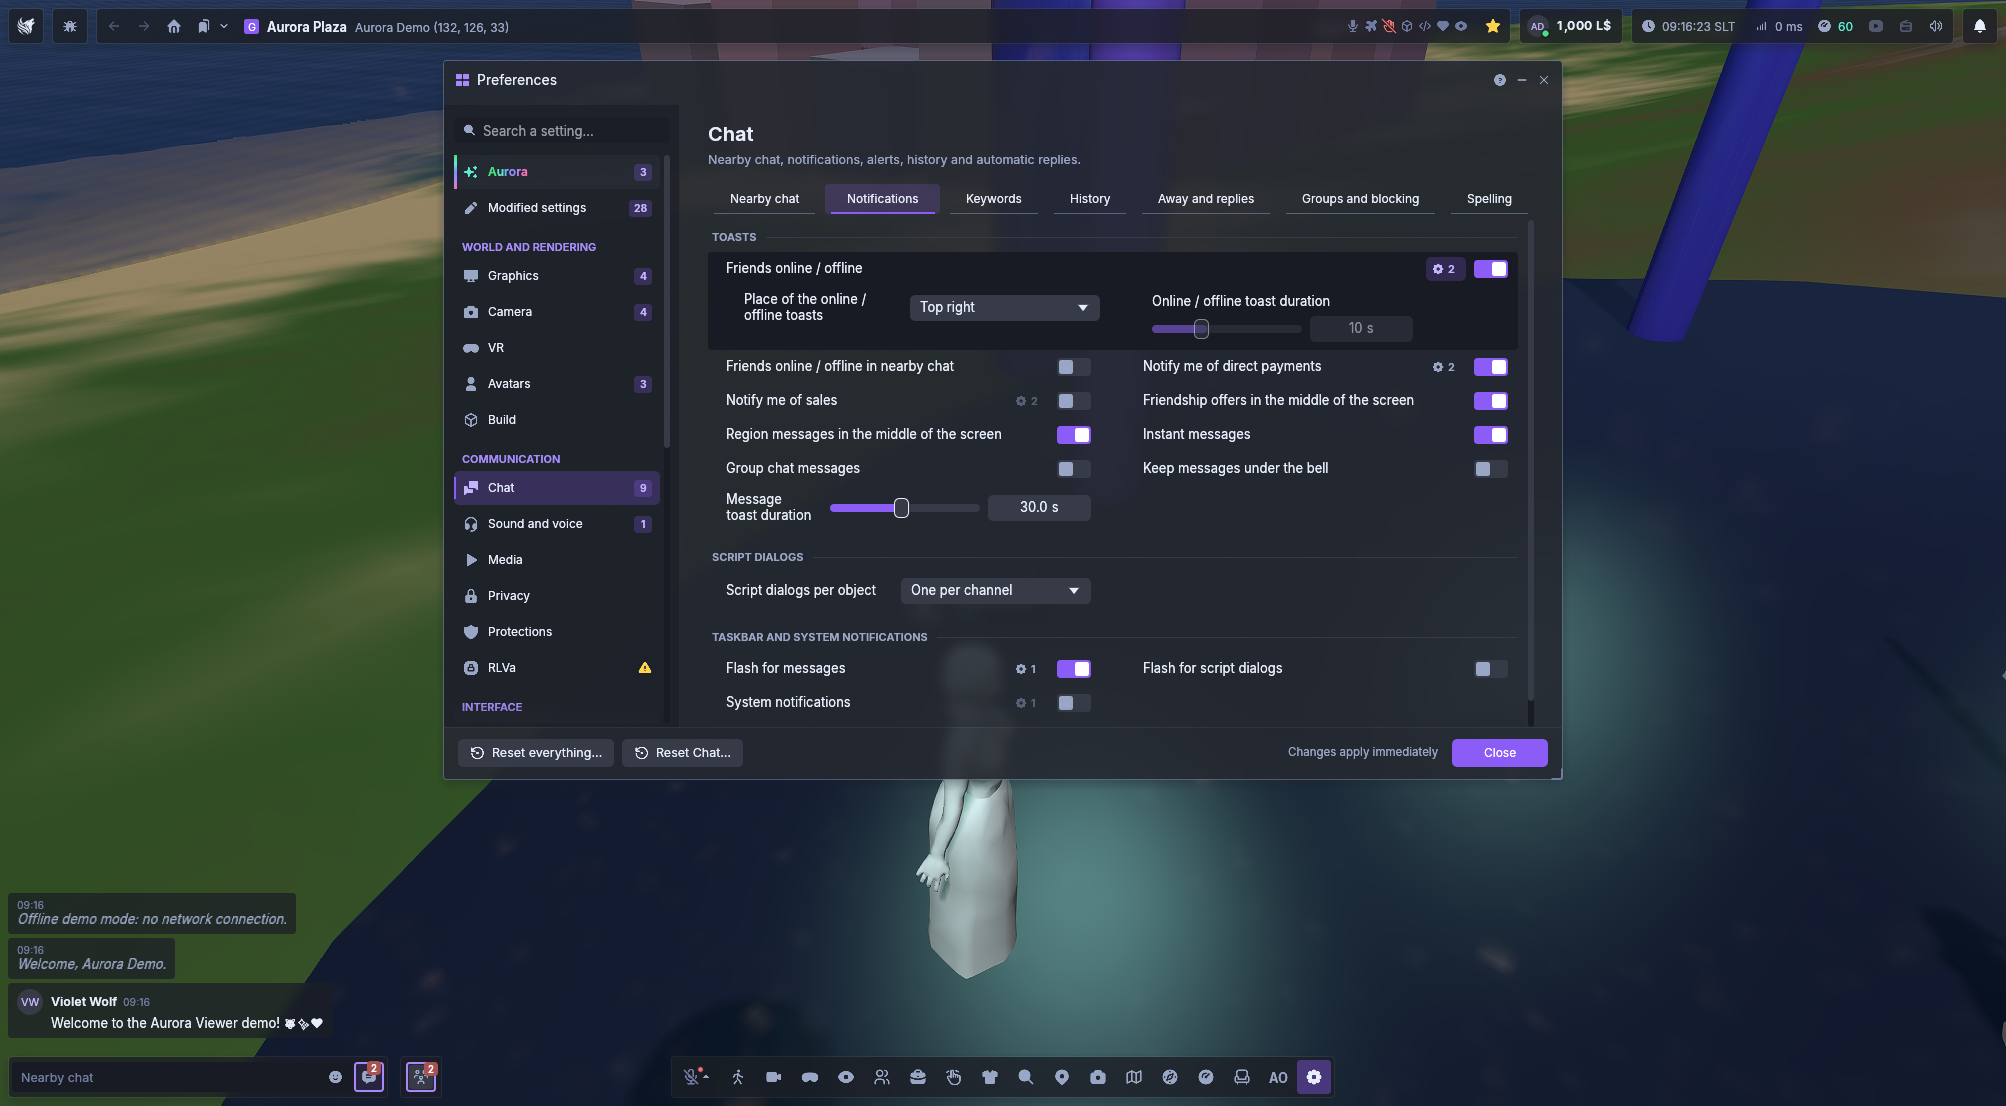 Aurora Plaza Aurora Demo (132, 126, 33)
AD 1,000 L$
09:16:23 SLT 0 ms 60
Preferences
Search a setting...
Aurora 3
Modified settings 28
WORLD AND RENDERING
Graphics 4
Camera 4
VR
Avatars 3
Build
COMMUNICATION
Chat 9
Sound and voice 1
Media
Privacy
Protections
RLVa
INTERFACE
Chat
Nearby chat, notifications, alerts, history and automatic replies.
Nearby chat Notifications Keywords History Away and replies Groups and blocking Spelling
TOASTS
Friends online / offline 2
Place of the online /
offline toasts
Top right
Online / offline toast duration
10 s
Friends online / offline in nearby chat
Notify me of direct payments 2
Notify me of sales 2
Friendship offers in the middle of the screen
Region messages in the middle of the screen
Instant messages
Group chat messages
Keep messages under the bell
Message
toast duration
30.0 s
SCRIPT DIALOGS
Script dialogs per object One per channel
TASKBAR AND SYSTEM NOTIFICATIONS
Flash for messages 1
Flash for script dialogs
System notifications 1
Reset everything... Reset Chat...
Changes apply immediately Close
09:16
Offline demo mode: no network connection.
09:16
Welcome, Aurora Demo.
VW Violet Wolf 09:16
Welcome to the Aurora Viewer demo!
Nearby chat 2 2
AO